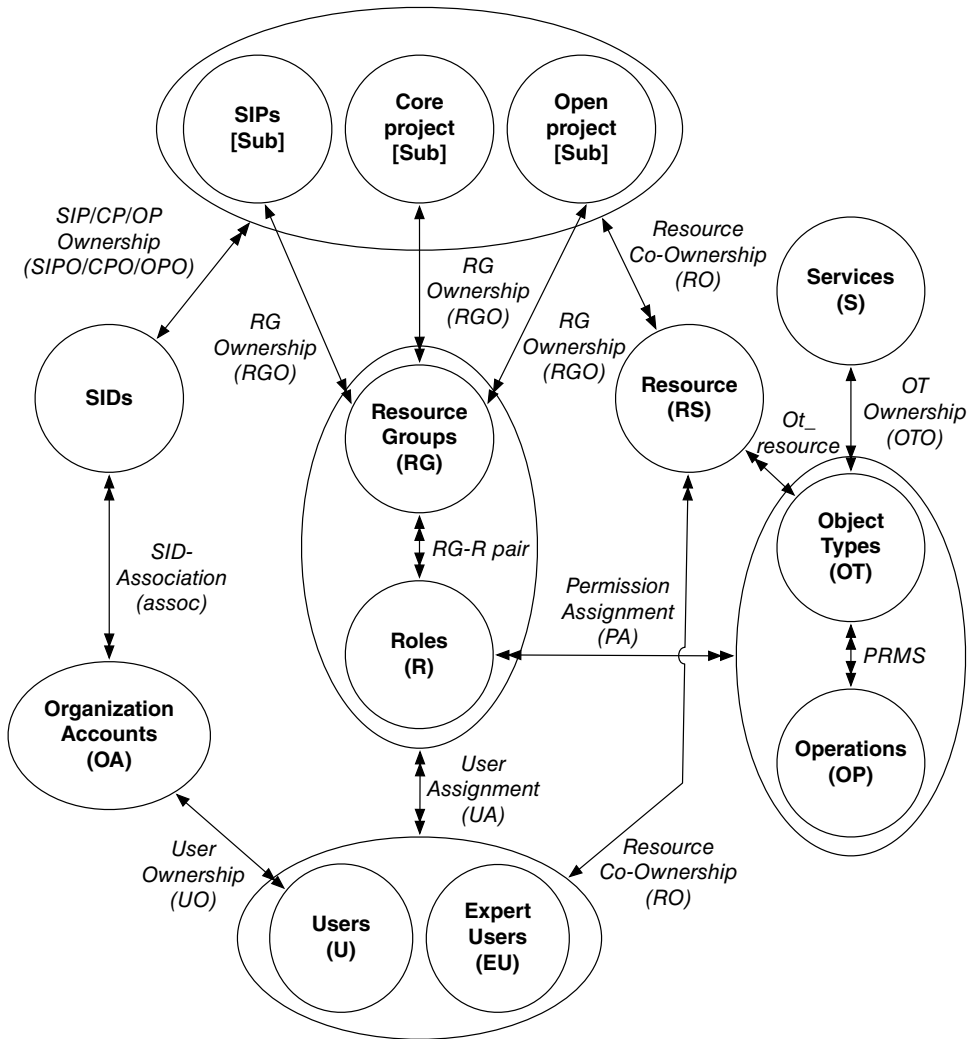 SIPs
[Sub]
Core
project
[Sub]
Open
project
[Sub]
SIP/CP/OP
Ownership
(SIPO/CPO/OPO)
RG
Ownership
(RGO)
RG
Ownership
(RGO)
RG
Ownership
(RGO)
Resource
Co-Ownership
(RO)
Services
(S)
SIDs
Resource
Groups
(RG)
Resource
(RS)
OT
Ownership
(OTO)
Ot_
resource
Object
Types
(OT)
RG-R pair
SID-
Association
(assoc)
Permission
Assignment
(PA)
Roles
(R)
PRMS
Organization
Accounts
(OA)
Operations
(OP)
User
Assignment
(UA)
User
Ownership
(UO)
Resource
Co-Ownership
(RO)
Users
(U)
Expert
Users
(EU)